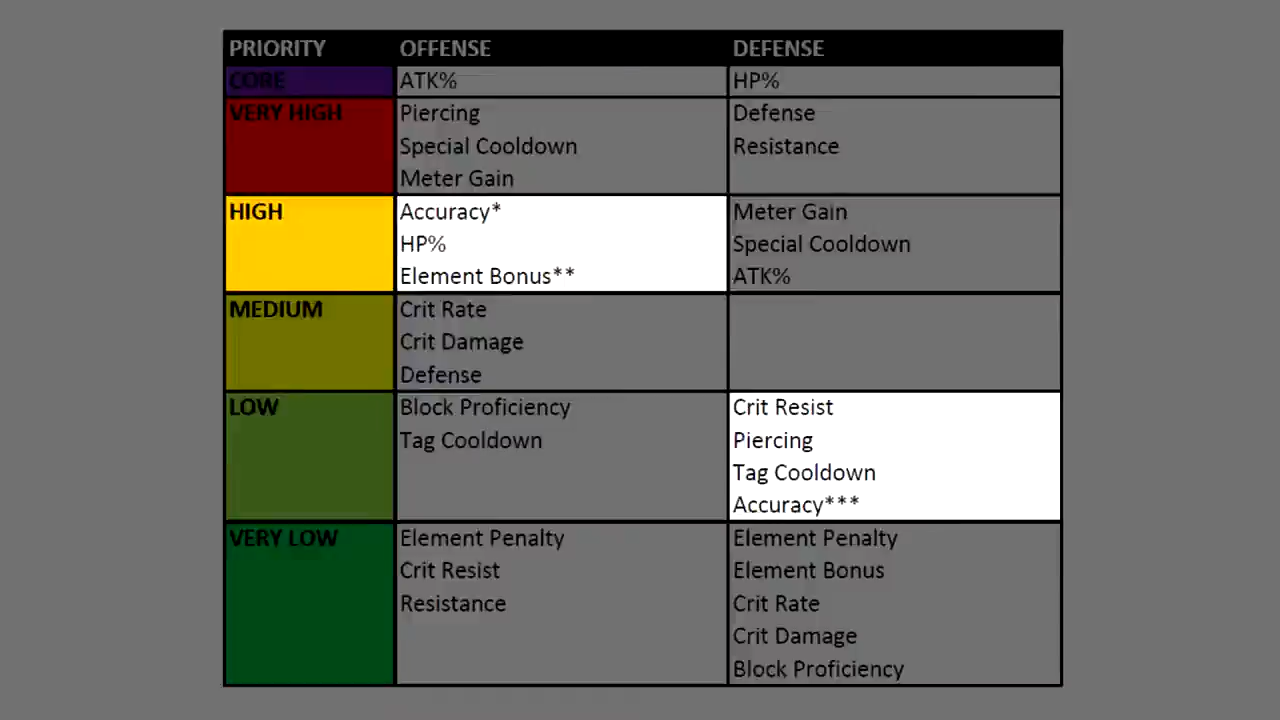 PRIORITY OFFENSE DEFENSE
CORE ATK% HP%
VERY HIGH Piercing Defense
Special Cooldown Resistance
Meter Gain
HIGH Accuracy* Meter Gain
HP% Special Cooldown
Element Bonus** ATK%
MEDIUM Crit Rate
Crit Damage
Defense
LOW Block Proficiency Crit Resist
Tag Cooldown Piercing
Tag Cooldown
Accuracy***
VERY LOW Element Penalty Element Penalty
Crit Resist Element Bonus
Resistance Crit Rate
Crit Damage
Block Proficiency